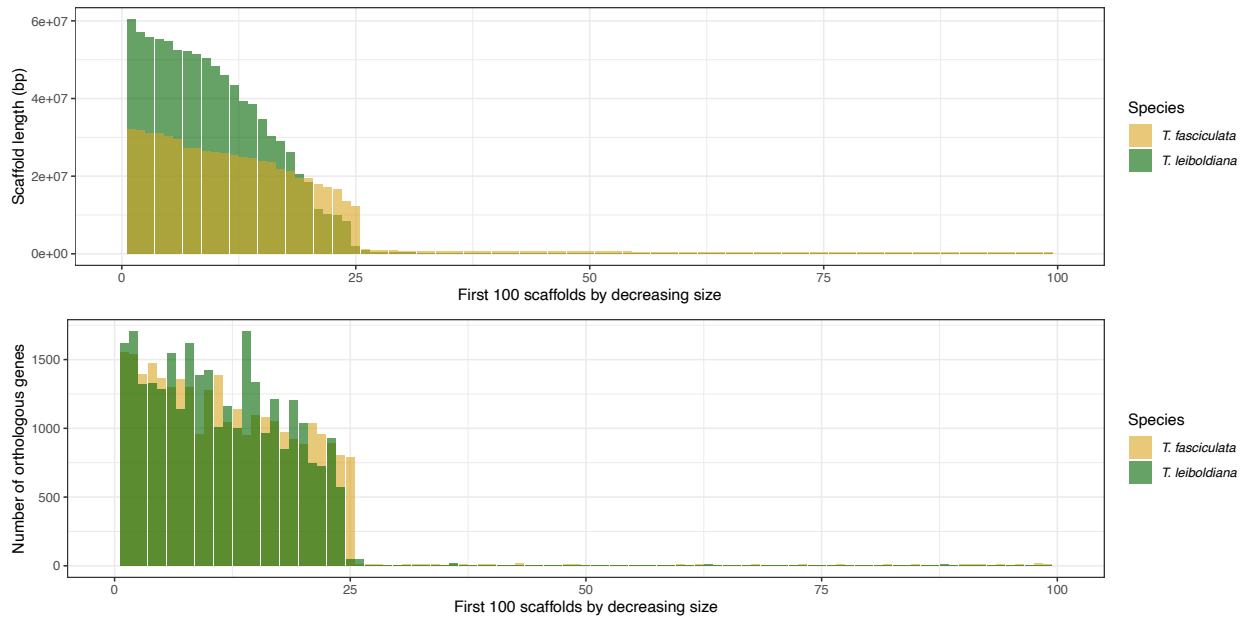 Scaffold length (bp)
6e+07
4e+07
2e+07
0e+00
0
25
50
75
100
First 100 scaffolds by decreasing size
Species
T. fasciculata
T. leiboldiana
Number of orthologous genes
1500
1000
500
0
0
25
50
75
100
First 100 scaffolds by decreasing size
Species
T. fasciculata
T. leiboldiana